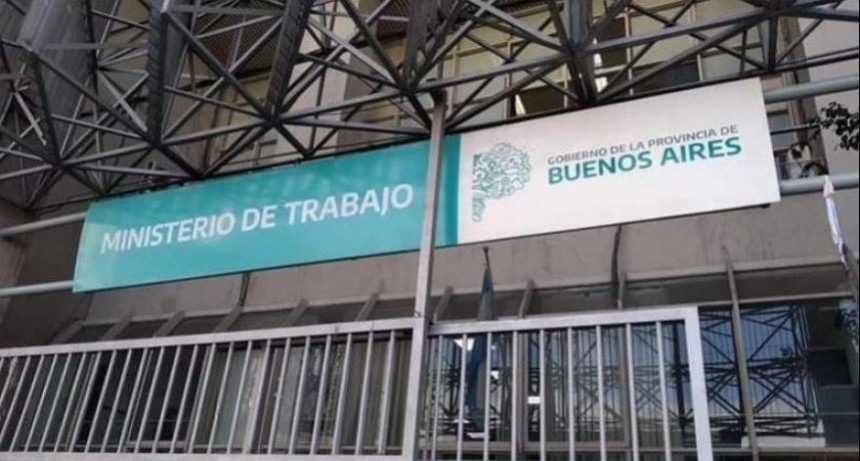 MINISTERIO DE TRABAJO
GOBIERNO DE LA PROVINCIA DE
BUENOS AIRES